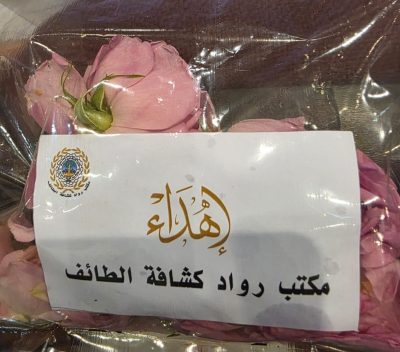 إهداء
مكتب رواد كشافة الطائف